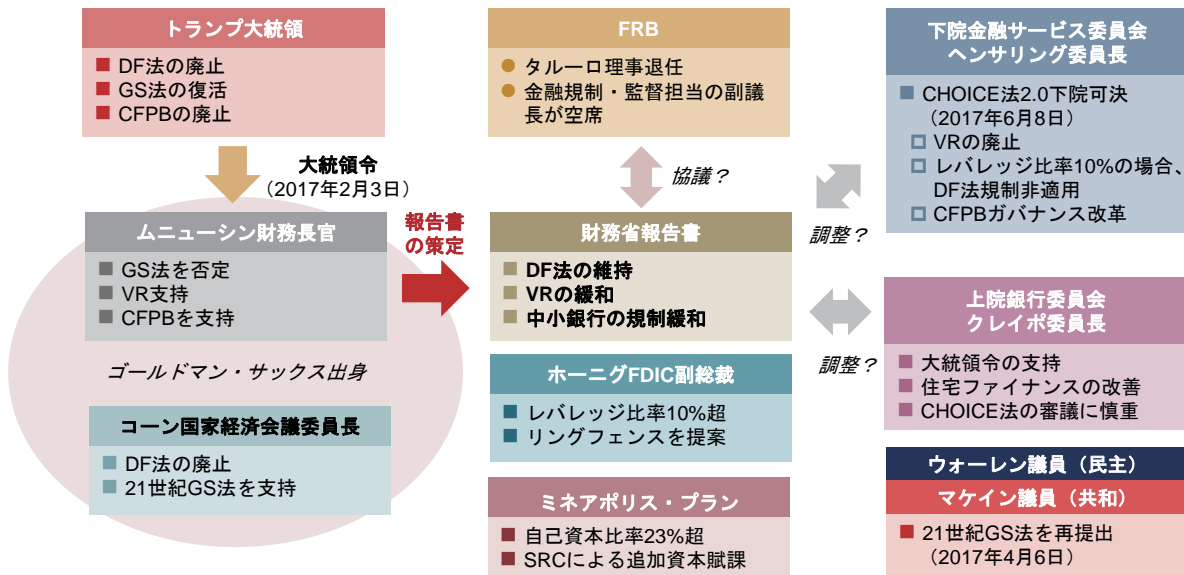 トランプ大統領
■ DF法の廃止
■ GS法の復活
■ CFPBの廃止
大統領令
（2017年2月3日）
ムニューシン財務長官
■ GS法を否定
■ VR支持
■ CFPBを支持
ゴールドマン・サックス出身
コーン国家経済会議委員長
■ DF法の廃止
■ 21世紀GS法を支持
報告書
の策定
FRB
● タルーロ理事退任
● 金融規制・監督担当の副議
長が空席
協議？
財務省報告書
■ DF法の維持
■ VRの緩和
■ 中小銀行の規制緩和
ホーニグFDIC副総裁
■ レバレッジ比率10%超
■ リングフェンスを提案
ミネアポリス・プラン
■ 自己資本比率23%超
■ SRCによる追加資本賦課
調整？
調整？
下院金融サービス委員会
ヘンサリング委員長
■ CHOICE法2.0下院可決
（2017年6月8日）
□ VRの廃止
□ レバレッジ比率10%の場合、
DF法規制非適用
□ CFPBガバナンス改革
上院銀行委員会
クレイポ委員長
■ 大統領令の支持
■ 住宅ファイナンスの改善
■ CHOICE法の審議に慎重
ウォーレン議員（民主）
マケイン議員（共和）
■ 21世紀GS法を再提出
（2017年4月6日）